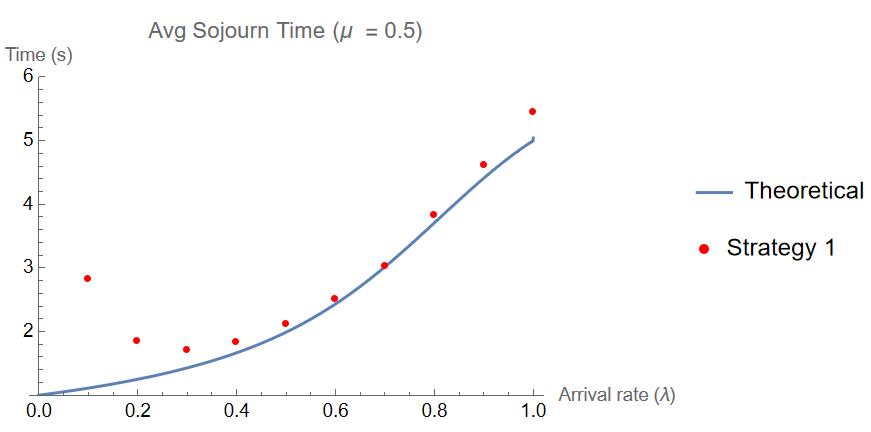 Avg Sojourn Time (μ = 0.5)
Time (s)
6
5
4
3
2
0.0 0.2 0.4 0.6 0.8 1.0
Arrival rate (λ)
Theoretical
Strategy 1